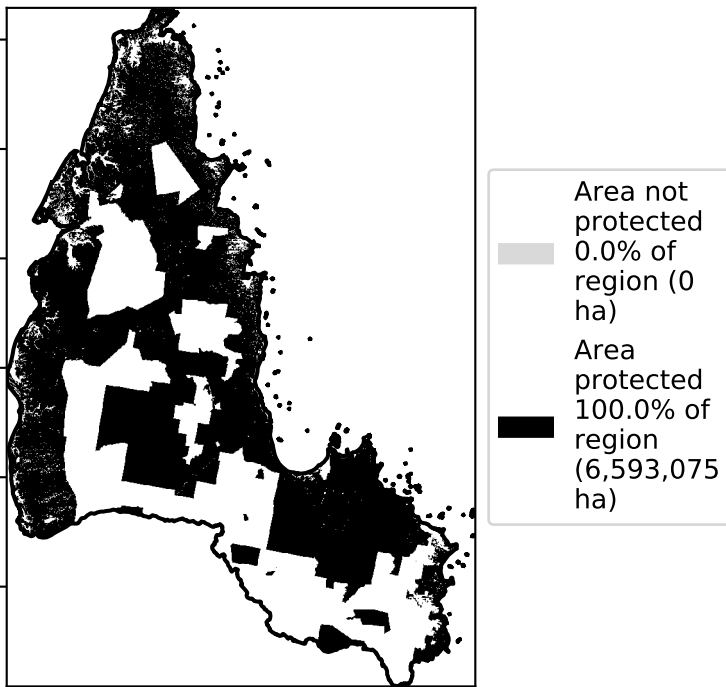 Area not
protected
0.0% of
region (0
ha)
Area
protected
100.0% of
region
(6,593,075
ha)